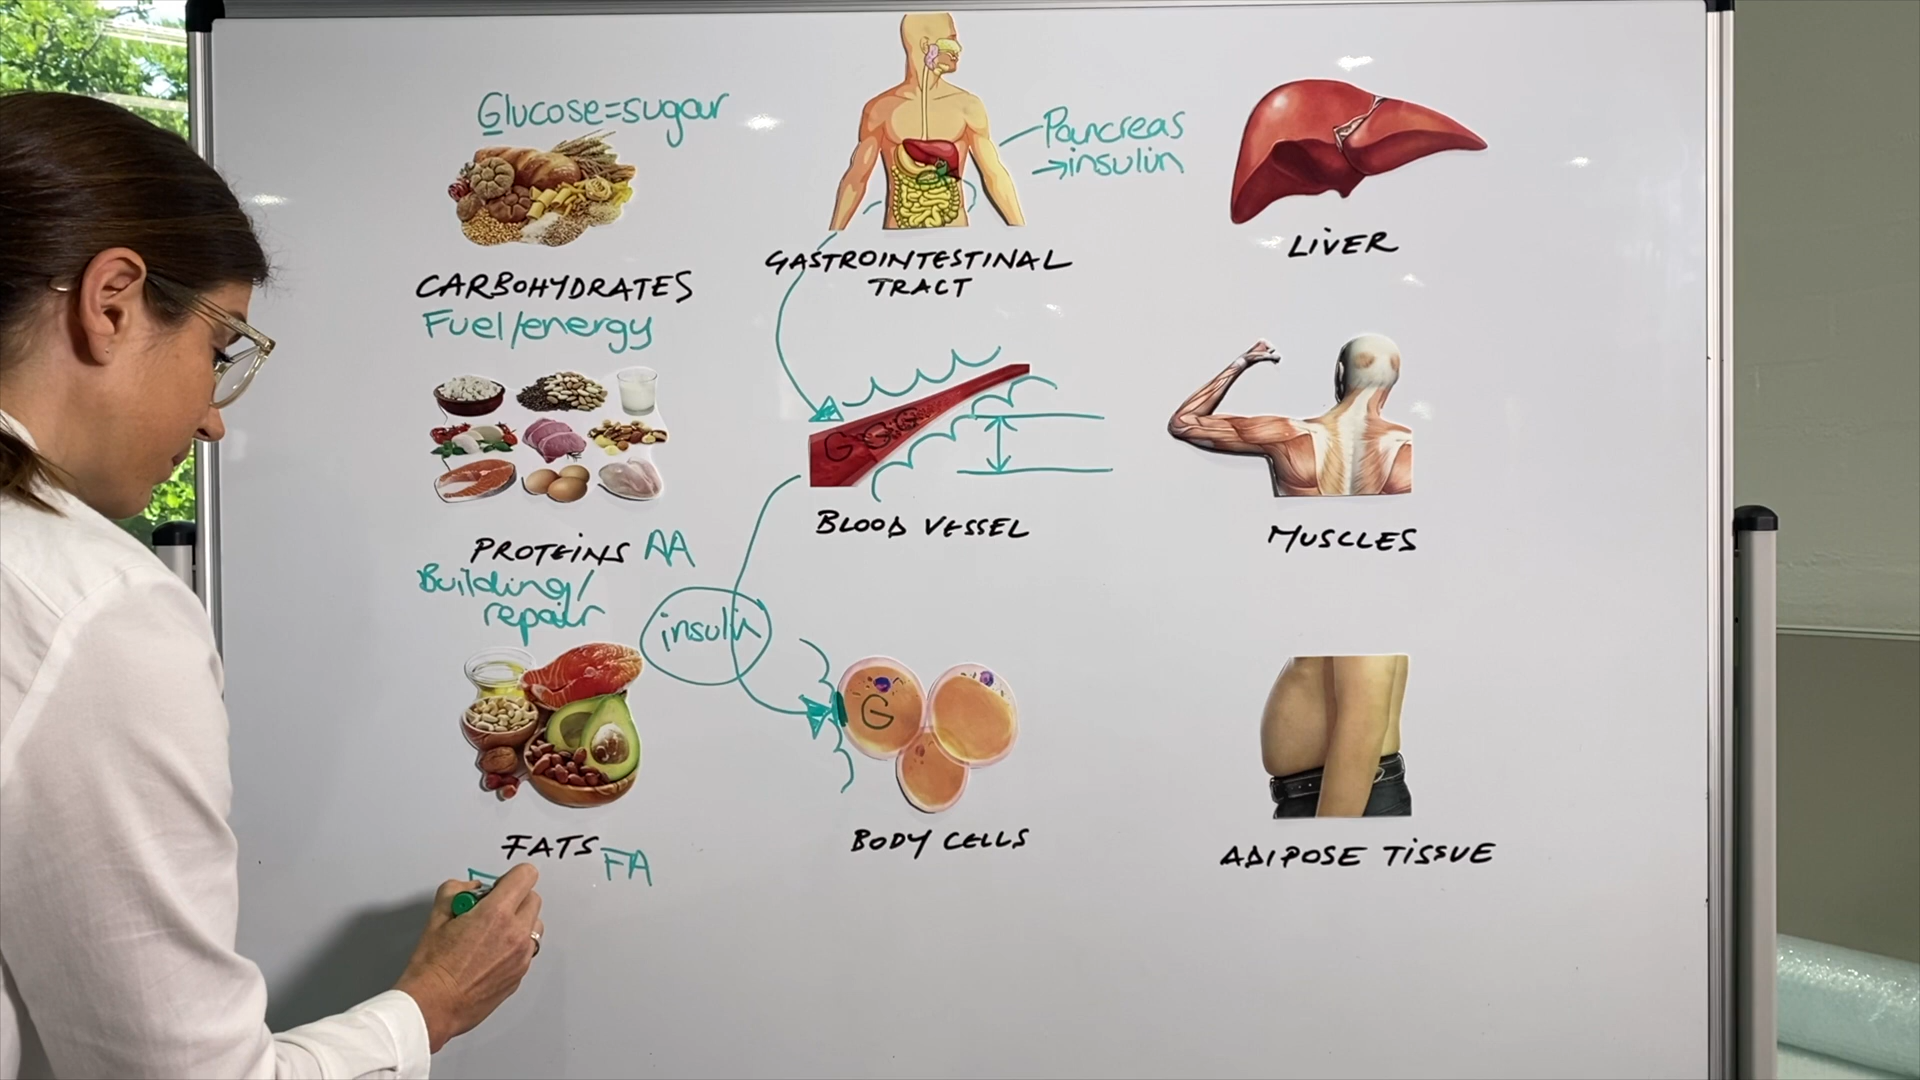 Glucose=sugar
CARBOHYDRATES
Fuel/energy
GASTROINTESTINAL
TRACT
Pancreas
→insulin
LIVER
PROTEINS AA
Building/
repair
G G G
BLOOD VESSEL
MUSCLES
insulin
FATS FA
G
BODY CELLS
ADIPOSE TISSUE